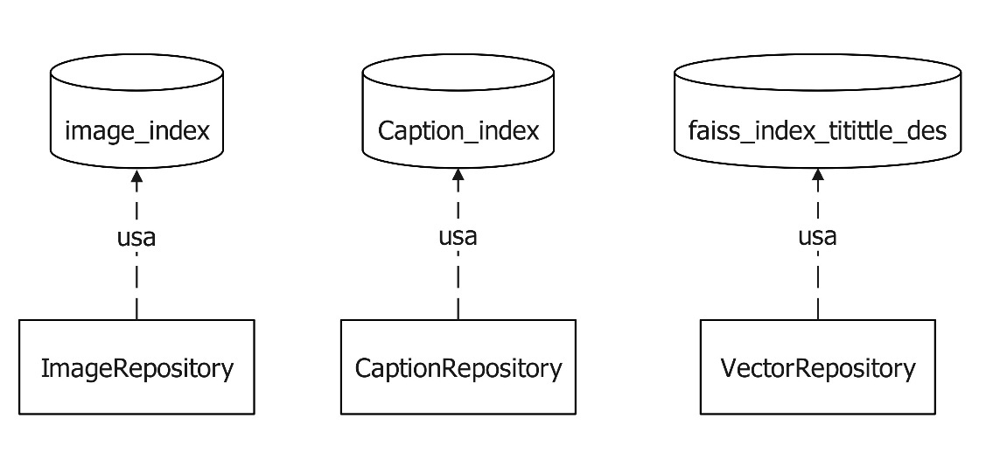 image_index
Caption_index
faiss_index_titittle_des
usa
usa
usa
ImageRepository
CaptionRepository
VectorRepository